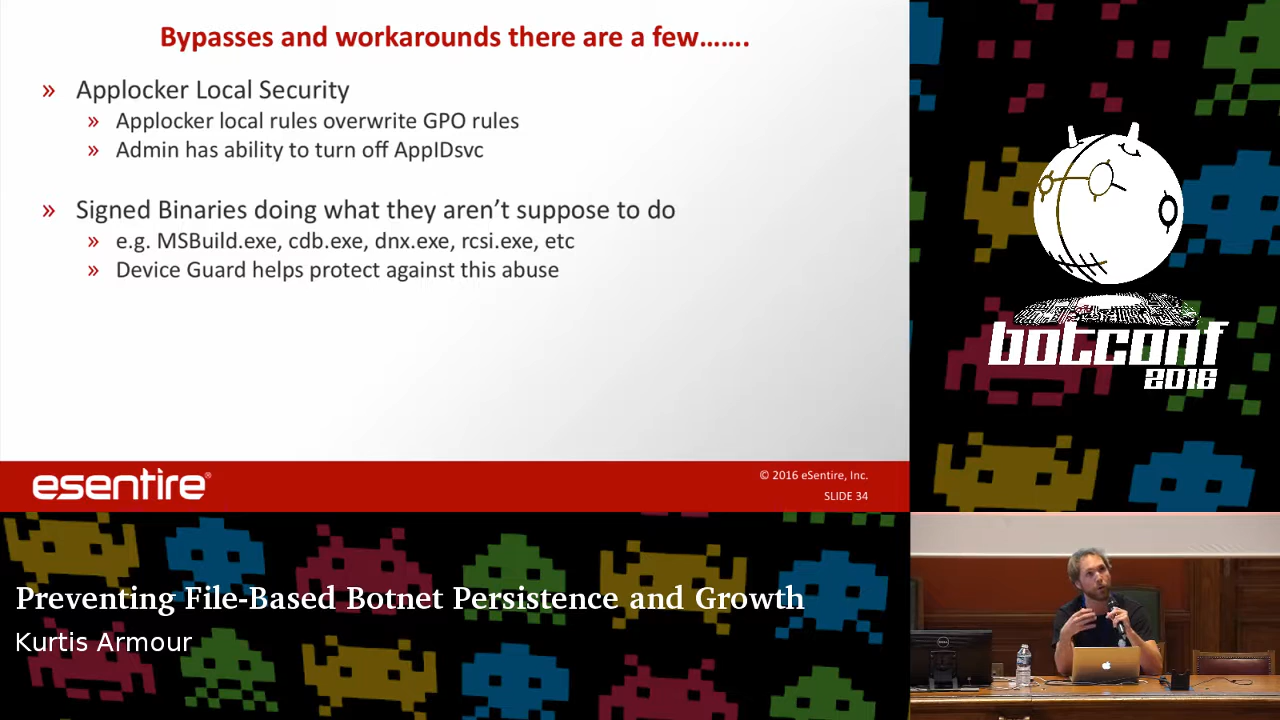 Bypasses and workarounds there are a few…….
» Applocker Local Security
» Applocker local rules overwrite GPO rules
» Admin has ability to turn off AppIDsvc
» Signed Binaries doing what they aren’t suppose to do
» e.g. MSBuild.exe, cdb.exe, dnx.exe, rcsi.exe, etc
» Device Guard helps protect against this abuse
esentire®
© 2016 eSentire, Inc.
SLIDE 34
botconf
2016
Preventing File-Based Botnet Persistence and Growth
Kurtis Armour